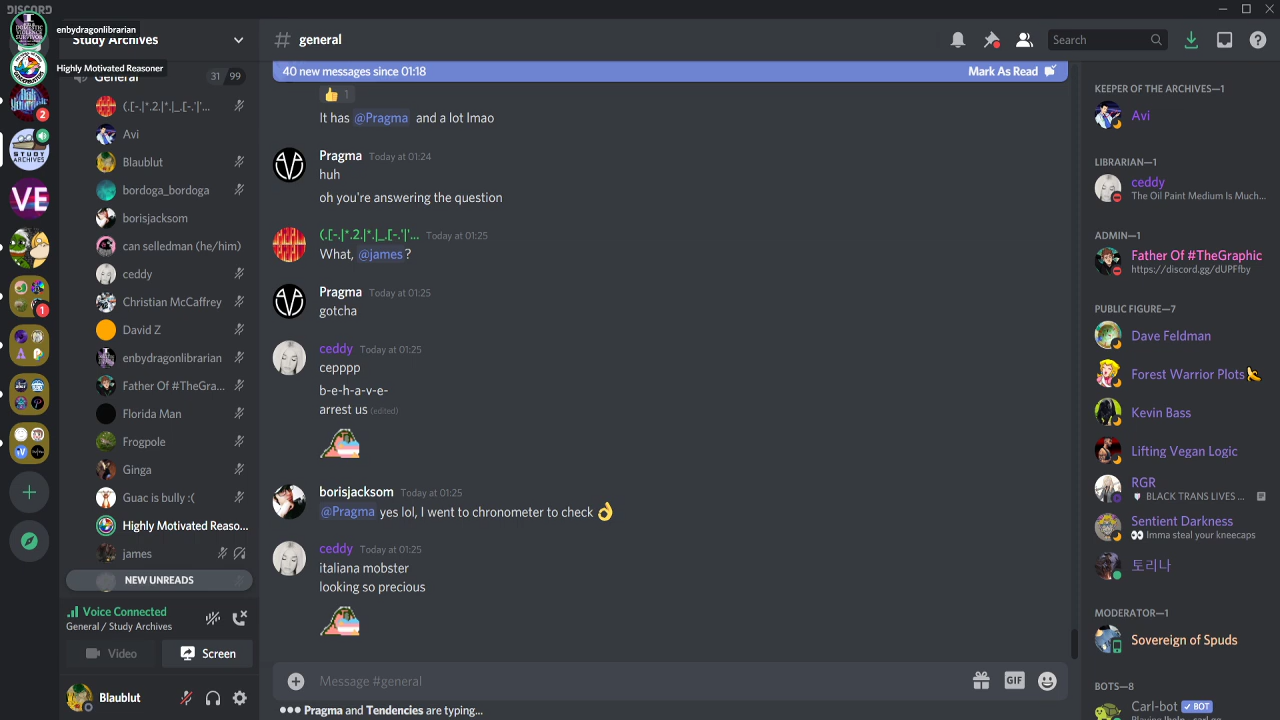 DISCORD
enbydragonlibrarian
Highly Motivated Reasoner
2
STUDY ARCHIVES
VE
1
Study Archives
General
31 99
(.[-.|*.2.|*.|_.[-.'|'...
Avi
Blaublut
bordoga_bordoga
borisjacksom
can selledman (he/him)
ceddy
Christian McCaffrey
David Z
enbydragonlibrarian
Father Of #TheGra...
Florida Man
Frogpole
Ginga
Guac is bully :(
Highly Motivated Reaso...
james
NEW UNREADS
Voice Connected
General / Study Archives
Video
Screen
Blaublut
# general
Search
40 new messages since 01:18
Mark As Read
👍 1
It has @Pragma and a lot lmao
Pragma Today at 01:24
huh
oh you're answering the question
(.[-.|*.2.|*.|_.[-.'|'... Today at 01:25
What, @james?
Pragma Today at 01:25
gotcha
ceddy Today at 01:25
cepppp
b-e-h-a-v-e-
arrest us (edited)
borisjacksom Today at 01:25
@Pragma yes lol, I went to chronometer to check 👌
ceddy Today at 01:25
italiana mobster
looking so precious
Message #general
GIF
Pragma and Tendencies are typing...
KEEPER OF THE ARCHIVES—1
Avi
LIBRARIAN—1
ceddy
The Oil Paint Medium Is Much...
ADMIN—1
Father Of #TheGraphic
https://discord.gg/dUPFfby
PUBLIC FIGURE—7
Dave Feldman
Forest Warrior Plots🍌
Kevin Bass
Lifting Vegan Logic
RGR
BLACK TRANS LIVES ...
Sentient Darkness
👀 Imma steal your kneecaps
토리나
MODERATOR—1
Sovereign of Spuds
BOTS—8
Carl-bot ✓ BOT